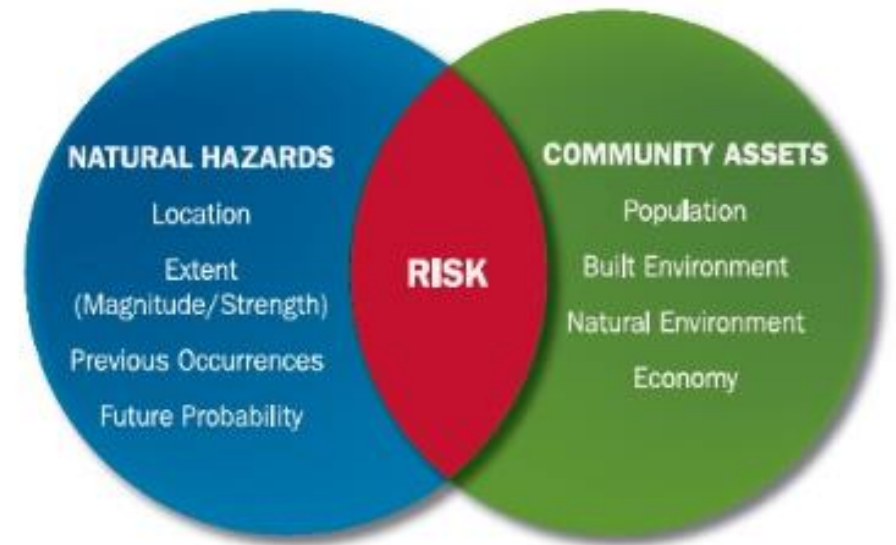 NATURAL HAZARDS
Location
Extent
(Magnitude/Strength)
Previous Occurrences
Future Probability
RISK
COMMUNITY ASSETS
Population
Built Environment
Natural Environment
Economy